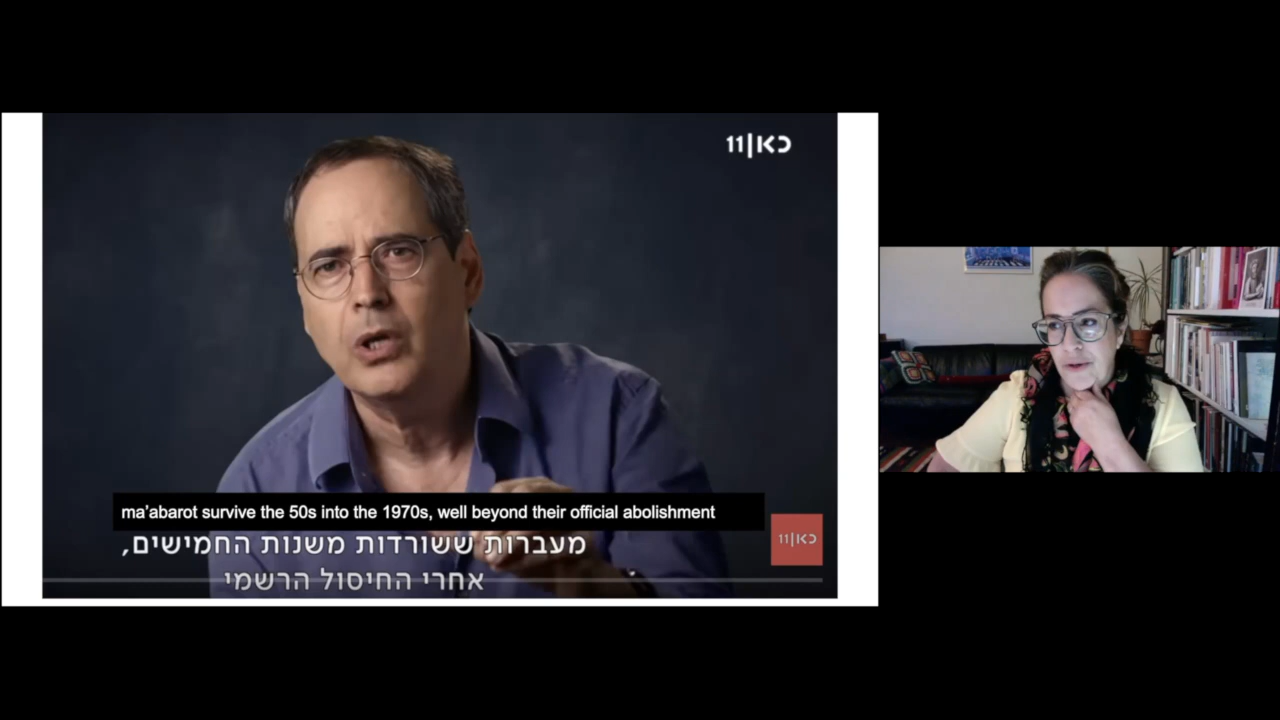 כאן|11
ma'abarot survive the 50s into the 1970s, well beyond their official abolishment
מעברות ששורדות משנות החמישים,
אחרי החיסול הרשמי
כאן|11